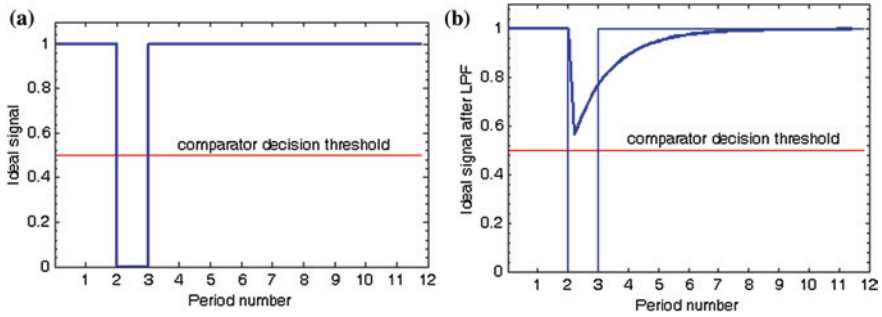 (a)
Ideal signal
1
0.8
0.6
0.4
0.2
0
comparator decision threshold
1 2 3 4 5 6 7 8 9 10 11 12
Period number
(b)
Ideal signal after LPF
1
0.8
0.6
0.4
0.2
0
comparator decision threshold
1 2 3 4 5 6 7 8 9 10 11 12
Period number